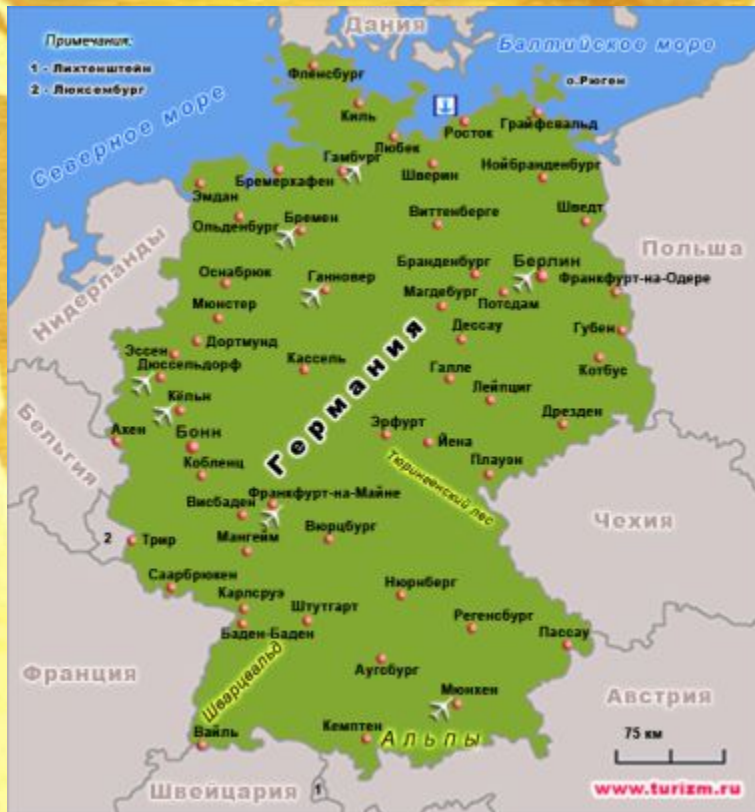 Дания
Примечания:
Балтийское море
1 - Лихтенштейн
2 - Люксембург
Фленсбург
о.Рюген
Северное море
Киль
Росток
Грайфсвальд
Любек
Гамбург
Шверин
Нойбранденбург
Бремерхафен
Эмдан
Ольденбург
Бремен
Виттенберге
Шведт
Польша
Нидерланды
Бранденбург
Берлин
Оснабрюк
Ганновер
Франкфурт-на-Одере
Магдебург
Потсдам
Мюнстер
Дессау
Губен
Дортмунд
Эссен
Дюссельдорф
Кассель
Галле
Котбус
Германия
Лейпциг
Кёльн
Бельгия
Ахен
Бонн
Эрфурт
Йена
Дрезден
Кобленц
Плауэн
Тюрингенский лес
Висбаден
Франкфурт-на-Майне
Чехия
2
Трир
Мангейм
Вюрцбург
Саарбрюкен
Нюрнберг
Карлсруэ
Штутгарт
Регенсбург
Баден-Баден
Пассау
Франция
Шварцвальд
Аугсбург
Мюнхен
Австрия
Вайль
Кемптен
Альпы
75 км
Швейцария
1
www.turizm.ru